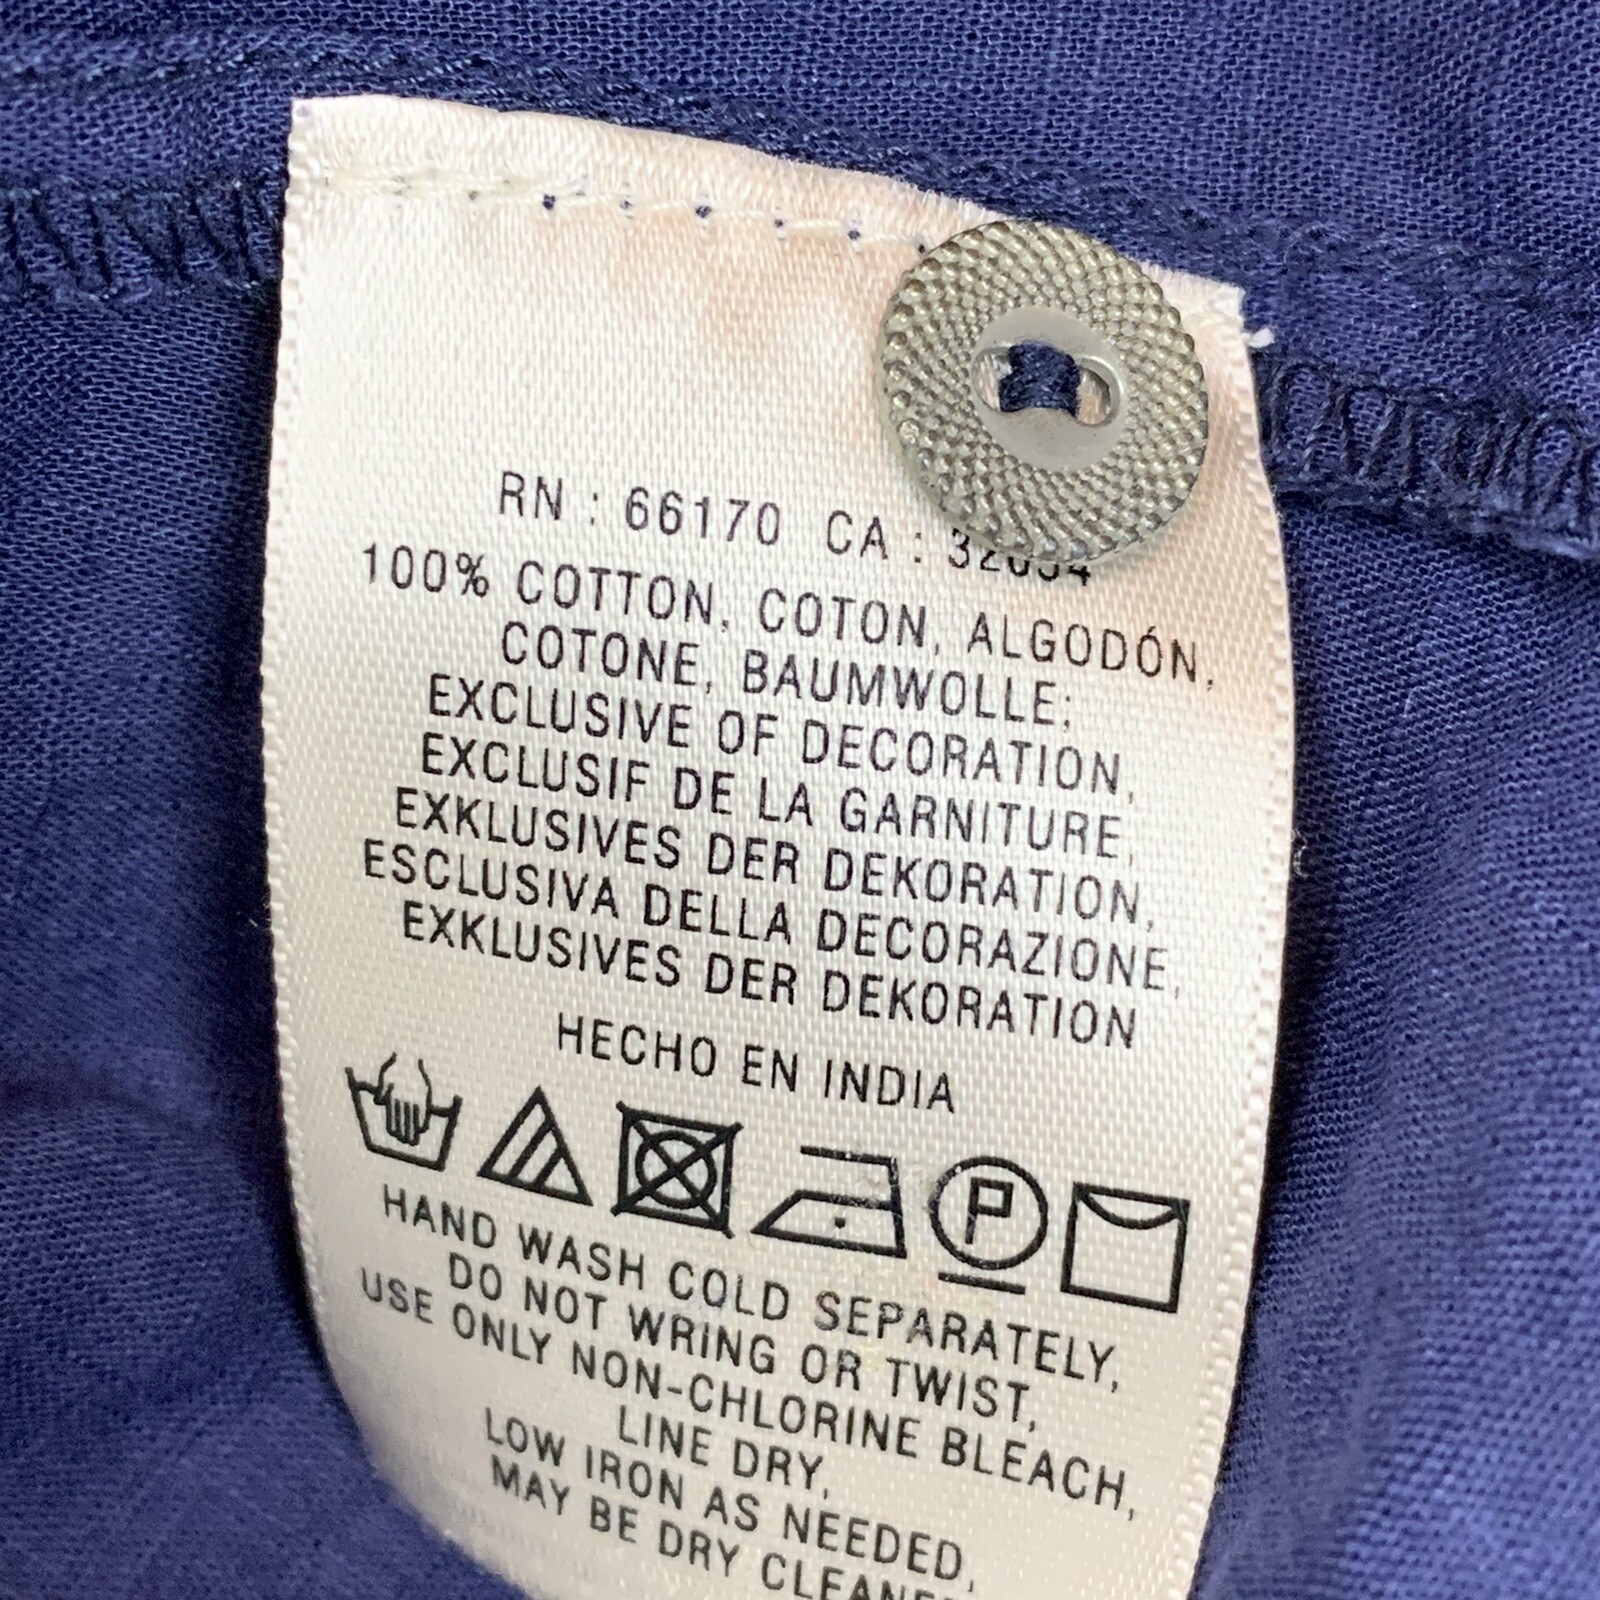 RN : 66170 CA :
100% COTTON, COTON, ALGODÓN,
COTONE, BAUMWOLLE;
EXCLUSIVE OF DECORATION,
EXCLUSIF DE LA GARNITURE,
EXKLUSIVES DER DEKORATION,
ESCLUSIVA DELLA DECORAZIONE,
EXKLUSIVES DER DEKORATION
HECHO EN INDIA
P
HAND WASH COLD SEPARATELY,
DO NOT WRING OR TWIST,
USE ONLY NON-CHLORINE BLEACH,
LINE DRY,
LOW IRON AS NEEDED,
MAY BE DRY